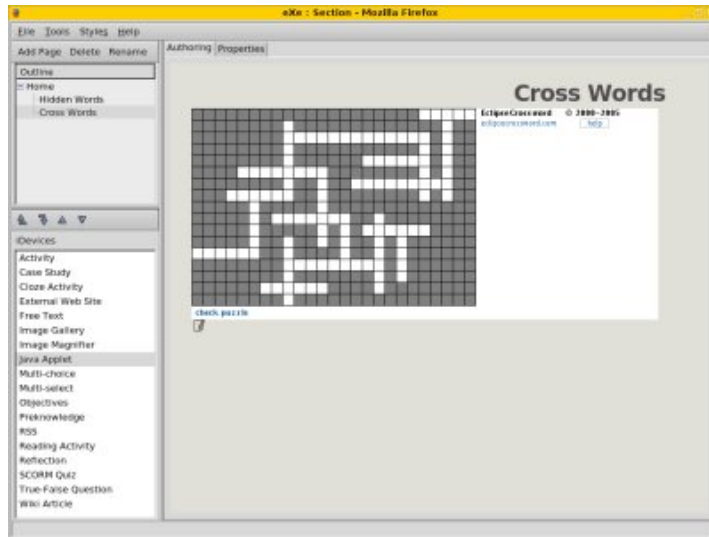 eXe : Section - Mozilla Firefox
File Tools Styles Help
Add Page Delete Rename
Authoring Properties
Outline
Home
Hidden Words
Cross Words
Cross Words
EclipseCrossword © 2000-2005
eclipsecrossword.com help
check puzzle
iDevices
Activity
Case Study
Cloze Activity
External Web Site
Free Text
Image Gallery
Image Magnifier
Java Applet
Multi-choice
Multi-select
Objectives
Preknowledge
RSS
Reading Activity
Reflection
SCORM Quiz
True-False Question
Wiki Article